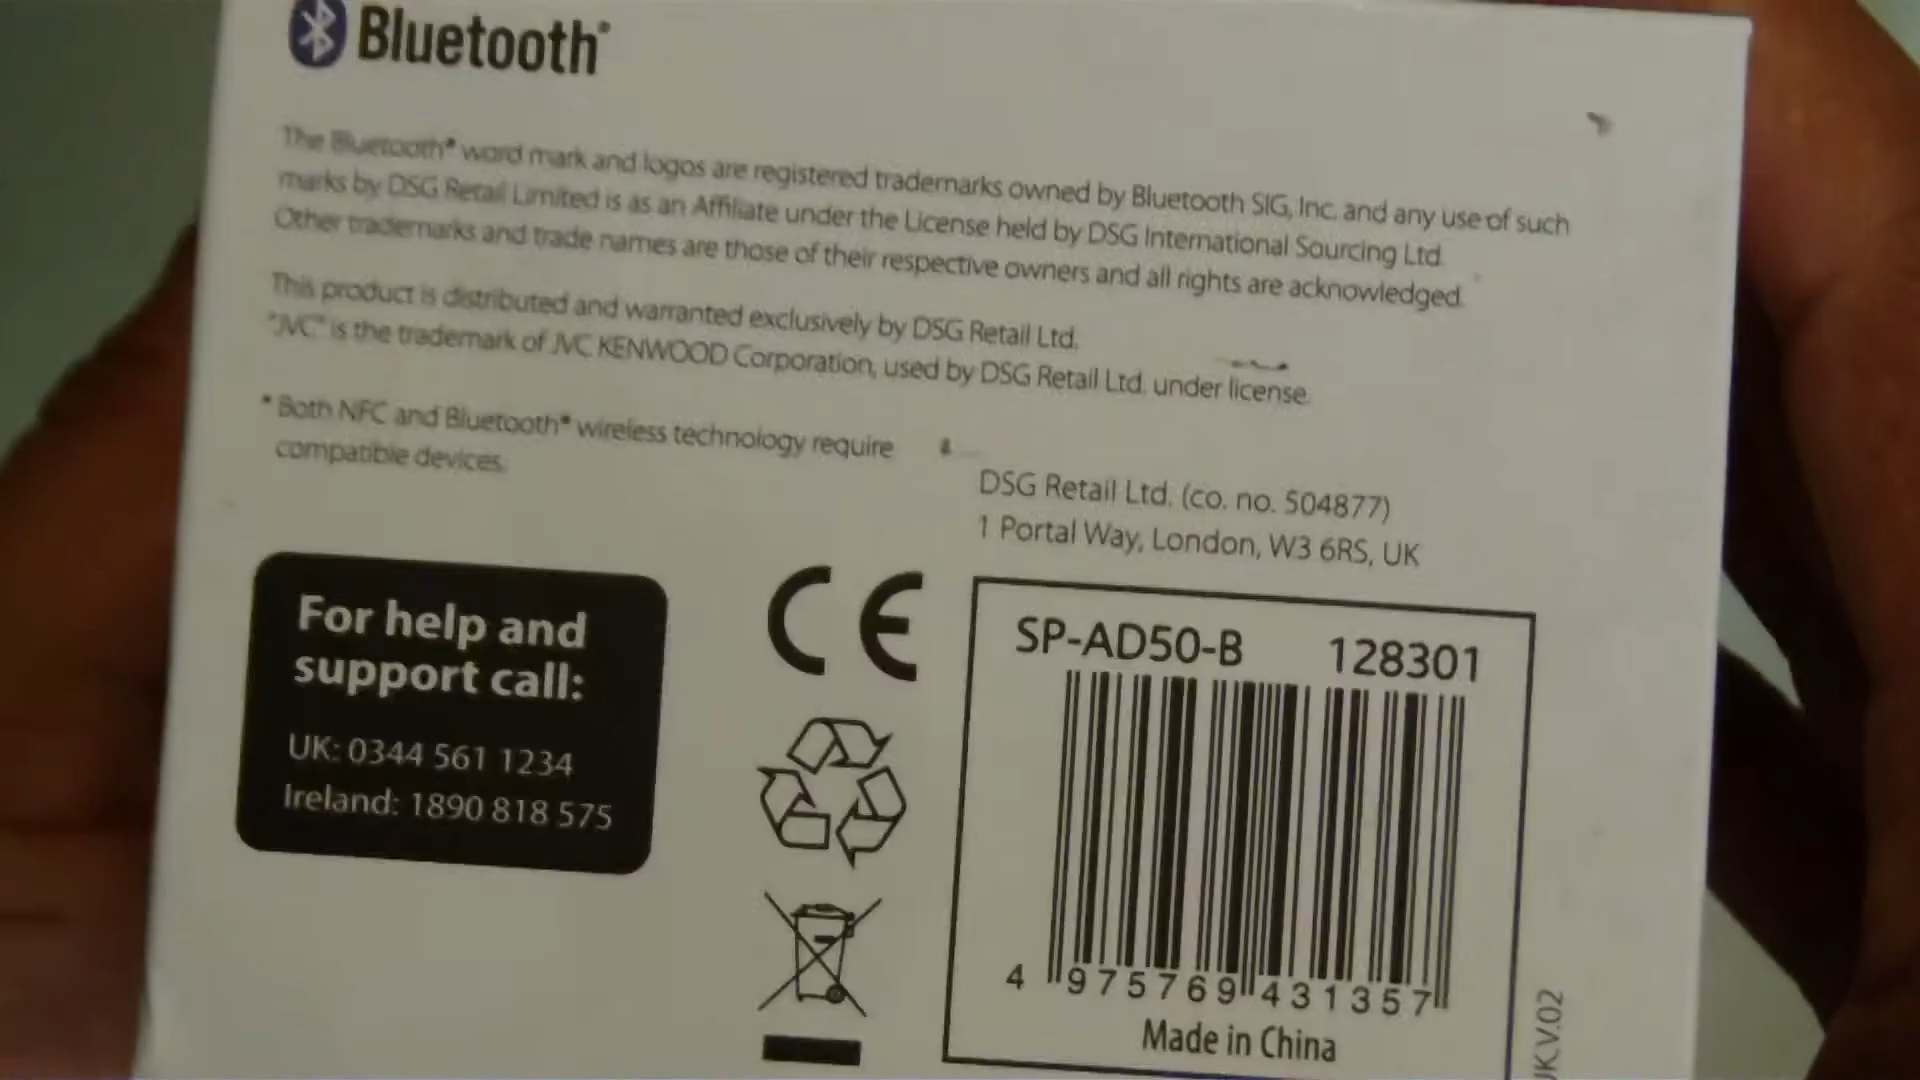 Bluetooth®
The Bluetooth® word mark and logos are registered trademarks owned by Bluetooth SIG, Inc. and any use of such
marks by DSG Retail Limited is as an Affiliate under the License held by DSG International Sourcing Ltd.
Other trademarks and trade names are those of their respective owners and all rights are acknowledged.
This product is distributed and warranted exclusively by DSG Retail Ltd.
"JVC" is the trademark of JVC KENWOOD Corporation, used by DSG Retail Ltd. under license.
* Both NFC and Bluetooth® wireless technology require
compatible devices.
DSG Retail Ltd. (co. no. 504877)
1 Portal Way, London, W3 6RS, UK
For help and
support call:
UK: 0344 561 1234
Ireland: 1890 818 575
CE
SP-AD50-B 128301
4 975769 431357
Made in China